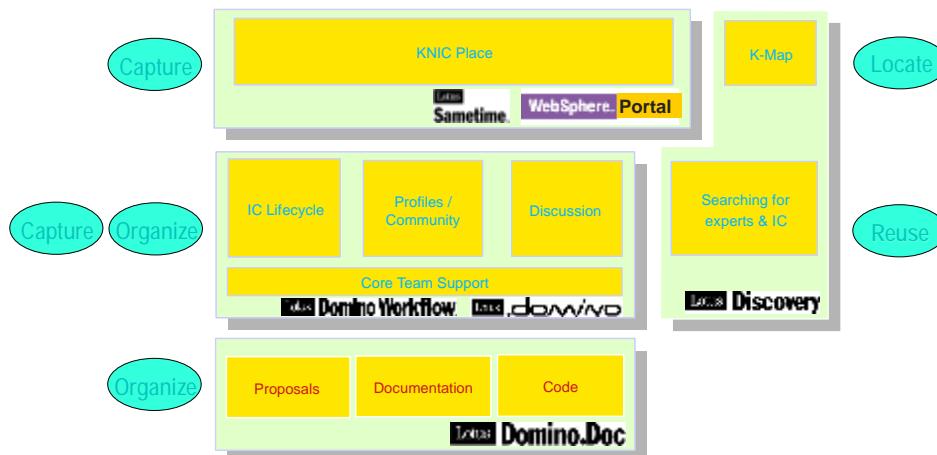 Capture
KNIC Place
K-Map
Locate
Lotus
Sametime
WebSphere Portal
IC Lifecycle
Profiles /
Community
Discussion
Searching for
experts & IC
Capture
Organize
Reuse
Core Team Support
Lotus Domino Workflow
Lotus domino
Lotus Discovery
Organize
Proposals
Documentation
Code
Lotus Domino.Doc